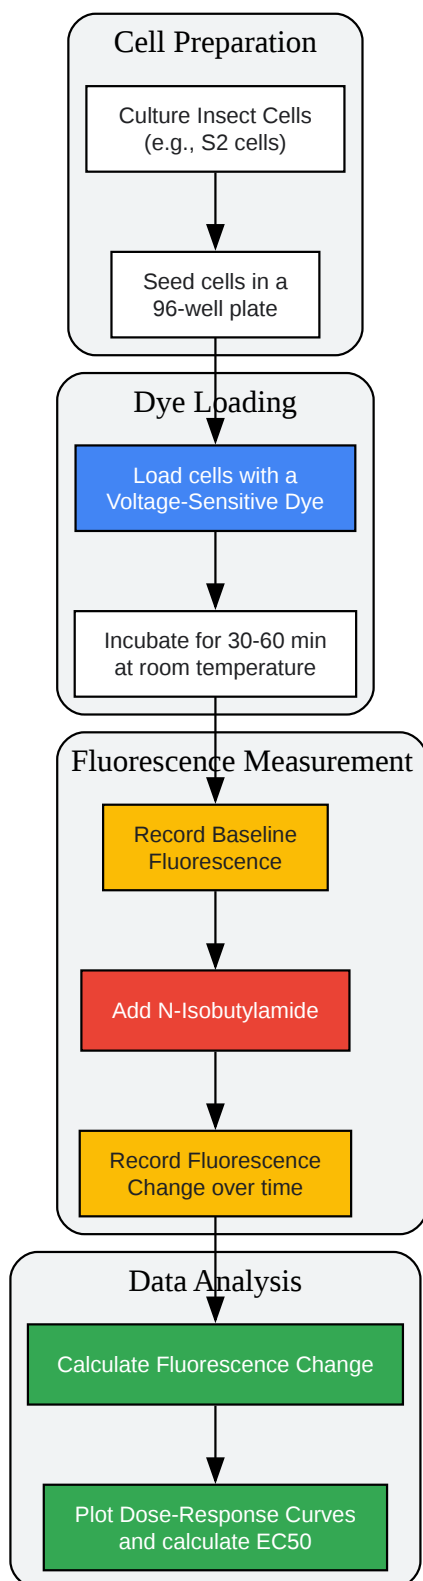 Cell Preparation
Culture Insect Cells
(e.g., S2 cells)
Seed cells in a
96-well plate
Dye Loading
Load cells with a
Voltage-Sensitive Dye
Incubate for 30-60 min
at room temperature
Fluorescence Measurement
Record Baseline
Fluorescence
Add N-Isobutylamide
Record Fluorescence
Change over time
Data Analysis
Calculate Fluorescence Change
Plot Dose-Response Curves
and calculate EC50